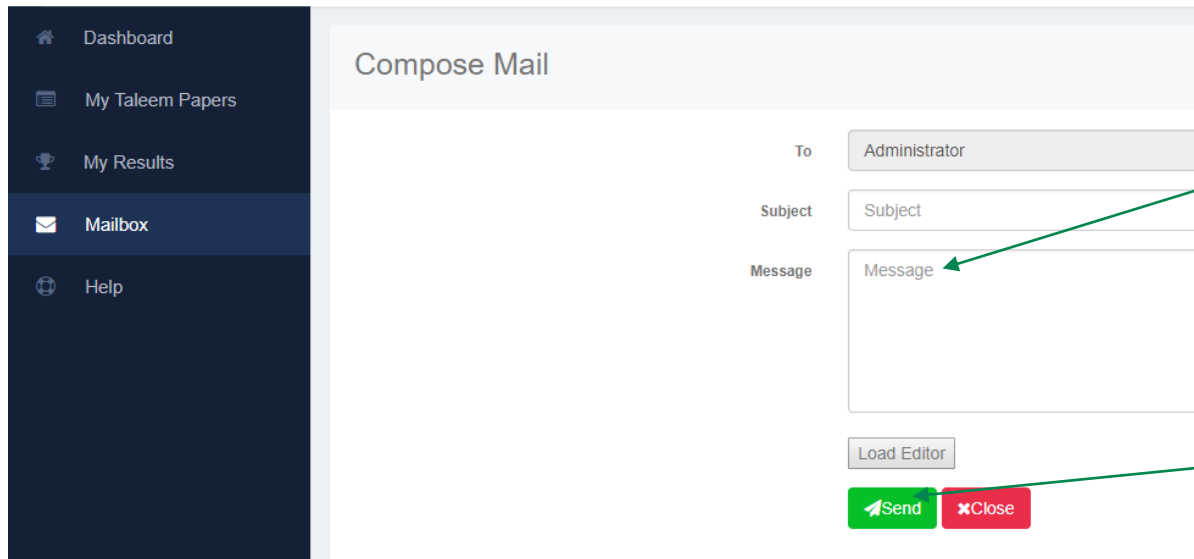 Dashboard
My Taleem Papers
My Results
Mailbox
Help
Compose Mail
To
Administrator
Subject
Subject
Message
Message
Load Editor
Send
Close